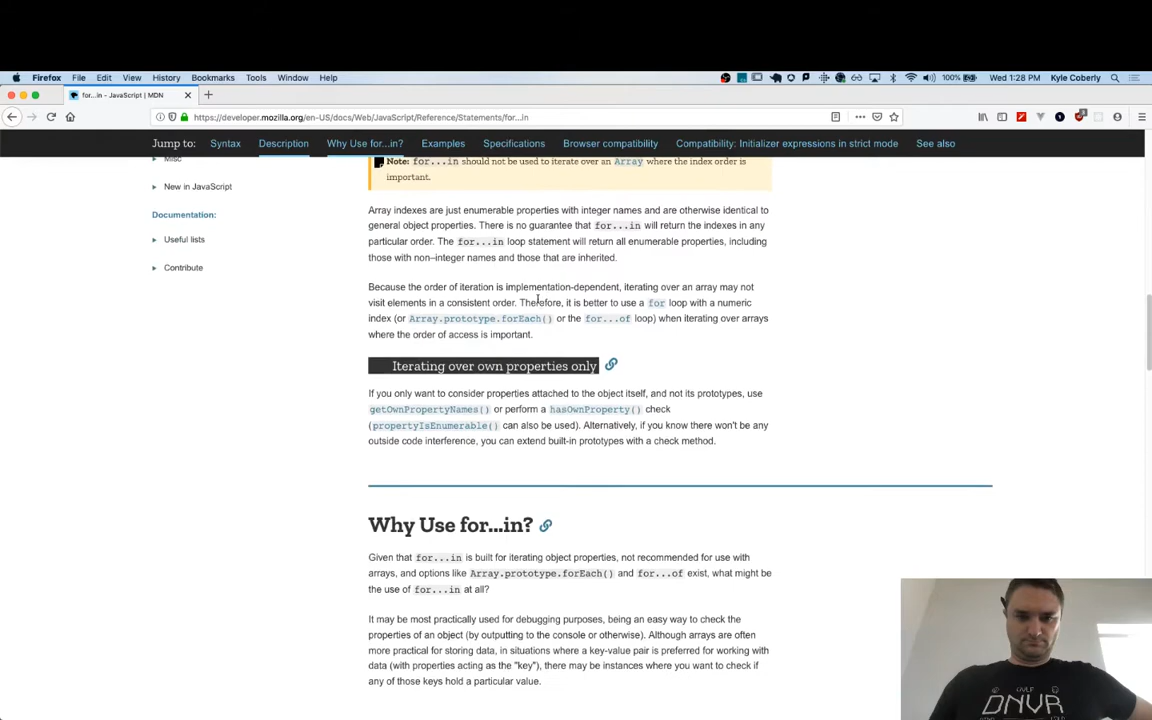 Firefox File Edit View History Bookmarks Tools Window Help 100% Wed 1:28 PM Kyle Coberly
for...in - JavaScript | MDN
https://developer.mozilla.org/en-US/docs/Web/JavaScript/Reference/Statements/for...in
Jump to: Syntax Description Why Use for...in? Examples Specifications Browser compatibility Compatibility: Initializer expressions in strict mode See also
Misc
New in JavaScript
Documentation:
Useful lists
Contribute
Note: for...in should not be used to iterate over an Array where the index order is
important.
Array indexes are just enumerable properties with integer names and are otherwise identical to
general object properties. There is no guarantee that for...in will return the indexes in any
particular order. The for...in loop statement will return all enumerable properties, including
those with non–integer names and those that are inherited.
Because the order of iteration is implementation-dependent, iterating over an array may not
visit elements in a consistent order. Therefore, it is better to use a for loop with a numeric
index (or Array.prototype.forEach() or the for...of loop) when iterating over arrays
where the order of access is important.
Iterating over own properties only
If you only want to consider properties attached to the object itself, and not its prototypes, use
getOwnPropertyNames() or perform a hasOwnProperty() check
(propertyIsEnumerable() can also be used). Alternatively, if you know there won't be any
outside code interference, you can extend built-in prototypes with a check method.
Why Use for...in?
Given that for...in is built for iterating object properties, not recommended for use with
arrays, and options like Array.prototype.forEach() and for...of exist, what might be
the use of for...in at all?
It may be most practically used for debugging purposes, being an easy way to check the
properties of an object (by outputting to the console or otherwise). Although arrays are often
more practical for storing data, in situations where a key-value pair is preferred for working with
data (with properties acting as the "key"), there may be instances where you want to check if
any of those keys hold a particular value.
DNVR